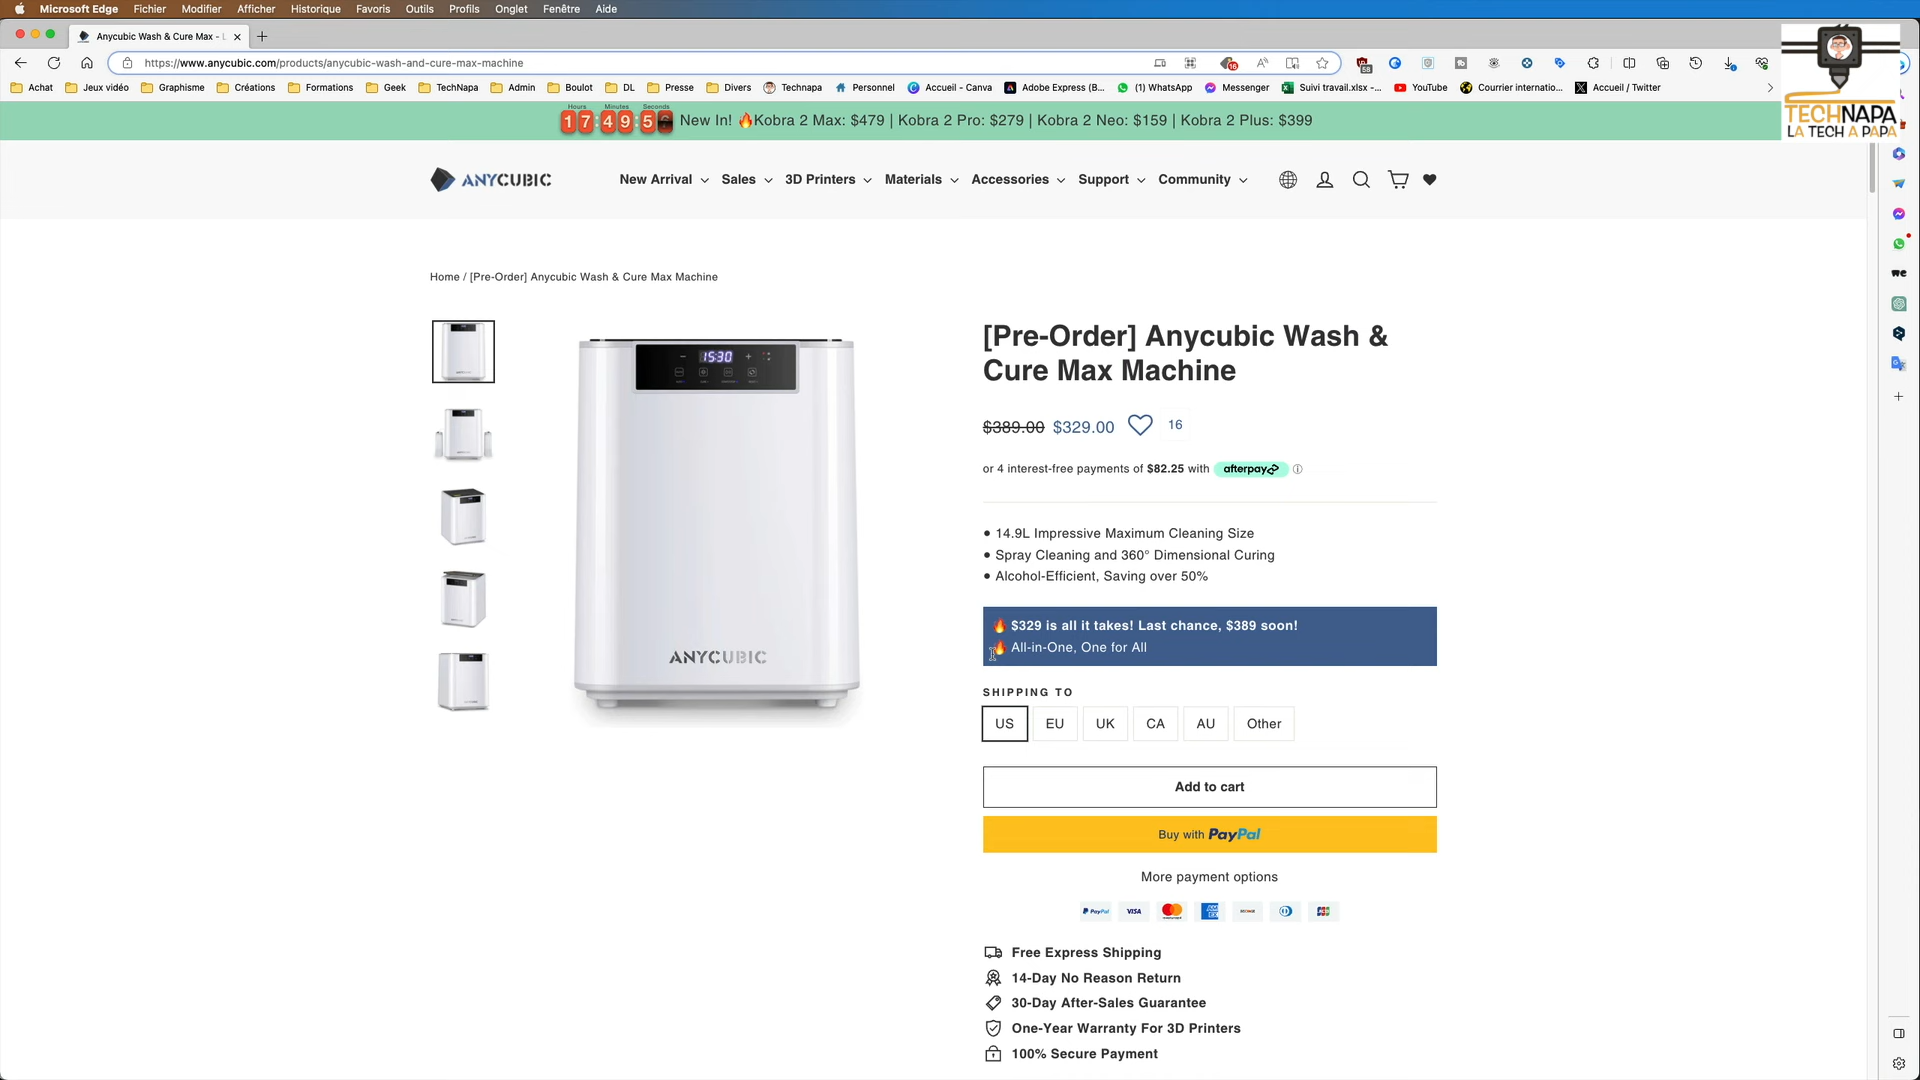 Microsoft Edge Fichier Modifier Afficher Historique Favoris Outils Profils Onglet Fenêtre Aide
Anycubic Wash & Cure Max -
https://www.anycubic.com/products/anycubic-wash-and-cure-max-machine
16
58
Achat Jeux vidéo Graphisme Créations Formations Geek TechNapa Admin Boulot DL Presse Divers Technapa Personnel Accueil - Canva Adobe Express (B... (1) WhatsApp Messenger Suivi travail.xlsx -... YouTube Courrier internatio... Accueil / Twitter
TECHNAPA
LA TECH A PAPA
Hours Minutes Seconds
17 : 49 : 5
New In! 🔥Kobra 2 Max: $479 | Kobra 2 Pro: $279 | Kobra 2 Neo: $159 | Kobra 2 Plus: $399
ANYCUBIC
New Arrival Sales 3D Printers Materials Accessories Support Community
Home / [Pre-Order] Anycubic Wash & Cure Max Machine
15:30
ANYCUBIC
[Pre-Order] Anycubic Wash &
Cure Max Machine
$389.00 $329.00 16
or 4 interest-free payments of $82.25 with afterpay
• 14.9L Impressive Maximum Cleaning Size
• Spray Cleaning and 360° Dimensional Curing
• Alcohol-Efficient, Saving over 50%
🔥 $329 is all it takes! Last chance, $389 soon!
🔥 All-in-One, One for All
SHIPPING TO
US EU UK CA AU Other
Add to cart
Buy with PayPal
More payment options
PayPal VISA
Free Express Shipping
14-Day No Reason Return
30-Day After-Sales Guarantee
One-Year Warranty For 3D Printers
100% Secure Payment